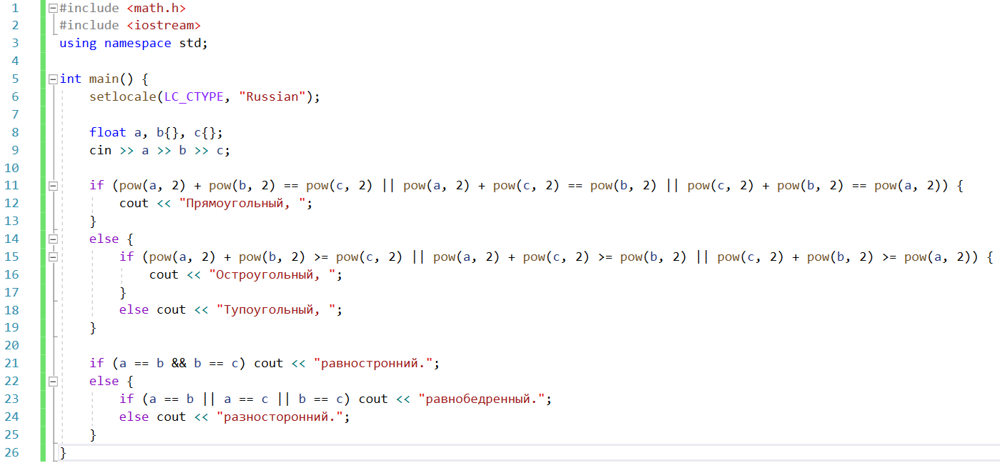 1 #include <math.h>
2 #include <iostream>
3 using namespace std;
4
5 int main() {
6 setlocale(LC_CTYPE, "Russian");
7
8 float a, b{}, c{};
9 cin >> a >> b >> c;
10
11 if (pow(a, 2) + pow(b, 2) == pow(c, 2) || pow(a, 2) + pow(c, 2) == pow(b, 2) || pow(c, 2) + pow(b, 2) == pow(a, 2)) {
12 cout << "Прямоугольный, ";
13 }
14 else {
15 if (pow(a, 2) + pow(b, 2) >= pow(c, 2) || pow(a, 2) + pow(c, 2) >= pow(b, 2) || pow(c, 2) + pow(b, 2) >= pow(a, 2)) {
16 cout << "Остроугольный, ";
17 }
18 else cout << "Тупоугольный, ";
19 }
20
21 if (a == b && b == c) cout << "равностронний.";
22 else {
23 if (a == b || a == c || b == c) cout << "равнобедренный.";
24 else cout << "разносторонний.";
25 }
26 }